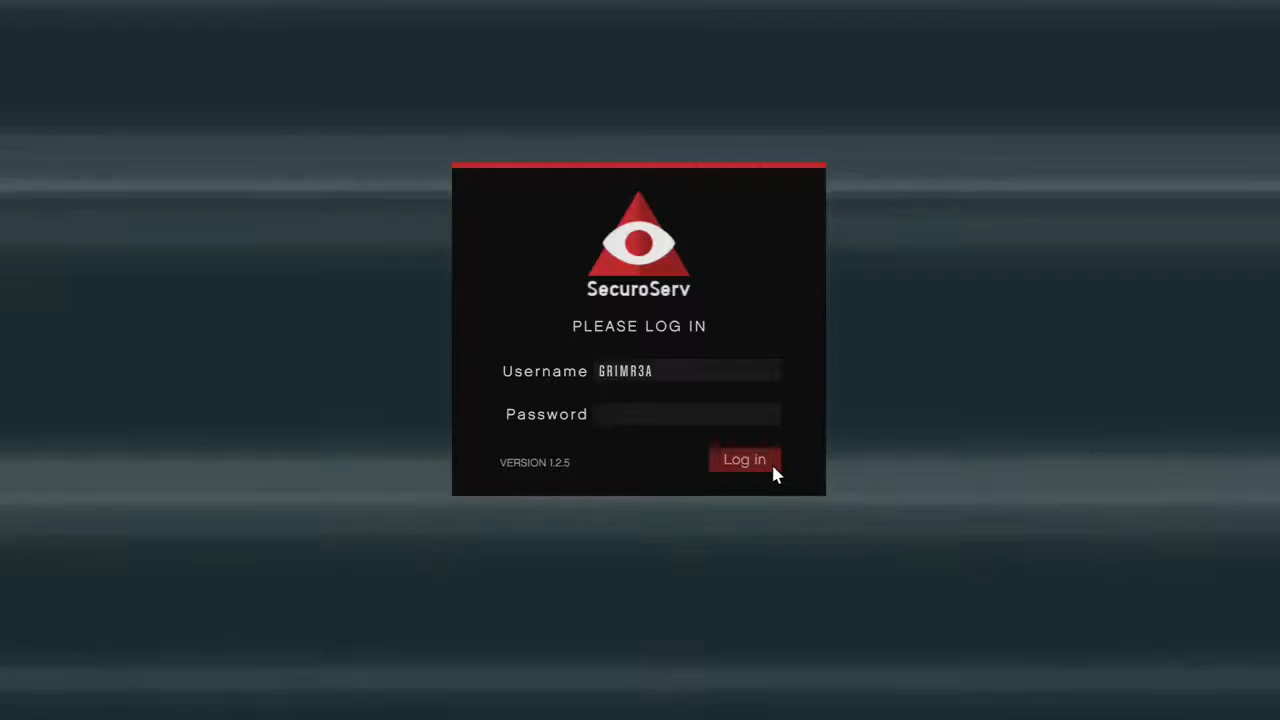 SecuroServ
PLEASE LOG IN
Username GRIMR3A
Password
VERSION 1.2.5 Log in